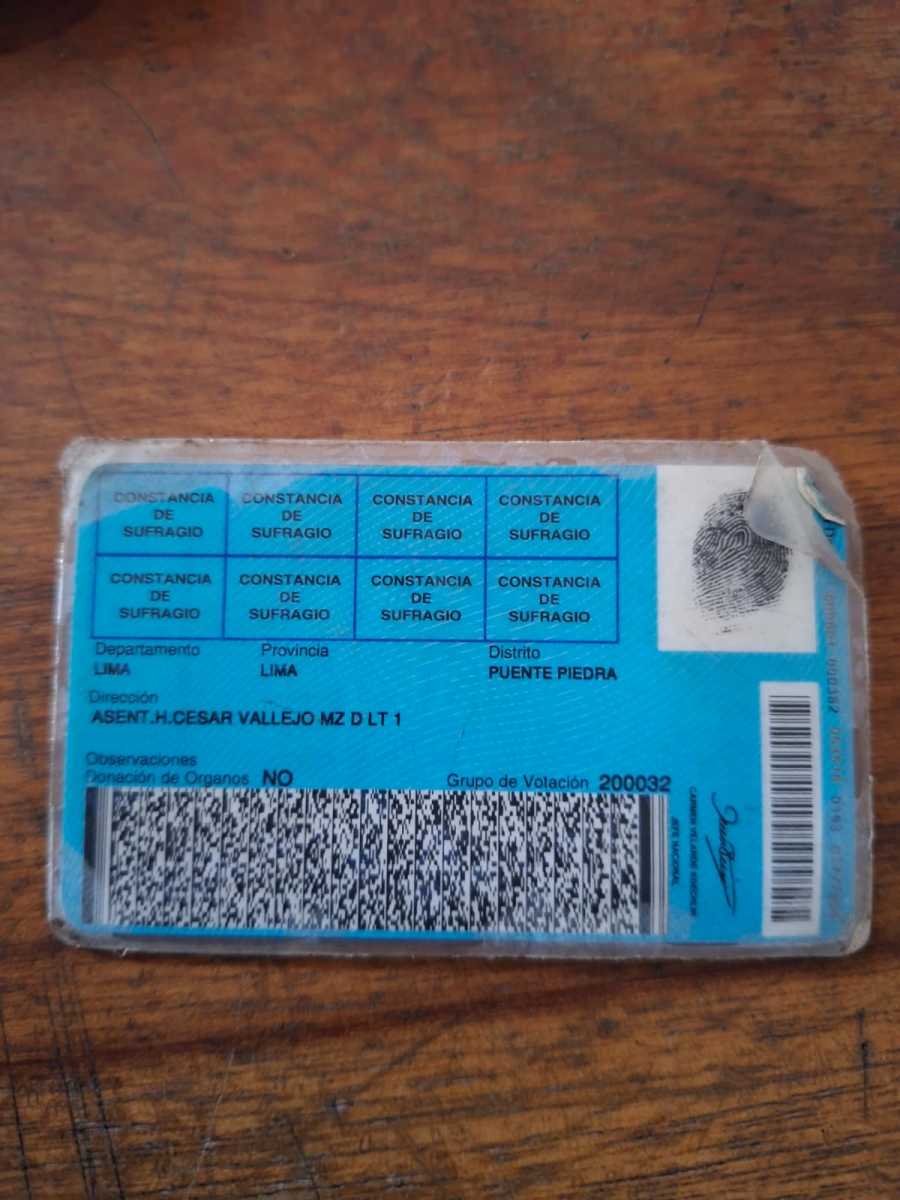 CONSTANCIA DE SUFRAGIO
CONSTANCIA DE SUFRAGIO
CONSTANCIA DE SUFRAGIO
CONSTANCIA DE SUFRAGIO
CONSTANCIA DE SUFRAGIO
CONSTANCIA DE SUFRAGIO
CONSTANCIA DE SUFRAGIO
CONSTANCIA DE SUFRAGIO
Departamento Provincia Distrito
LIMA LIMA PUENTE PIEDRA
Dirección
ASENT.H.CESAR VALLEJO MZ D LT 1
Observaciones
Donación de Organos NO Grupo de Votación 200032
JEFE NACIONAL